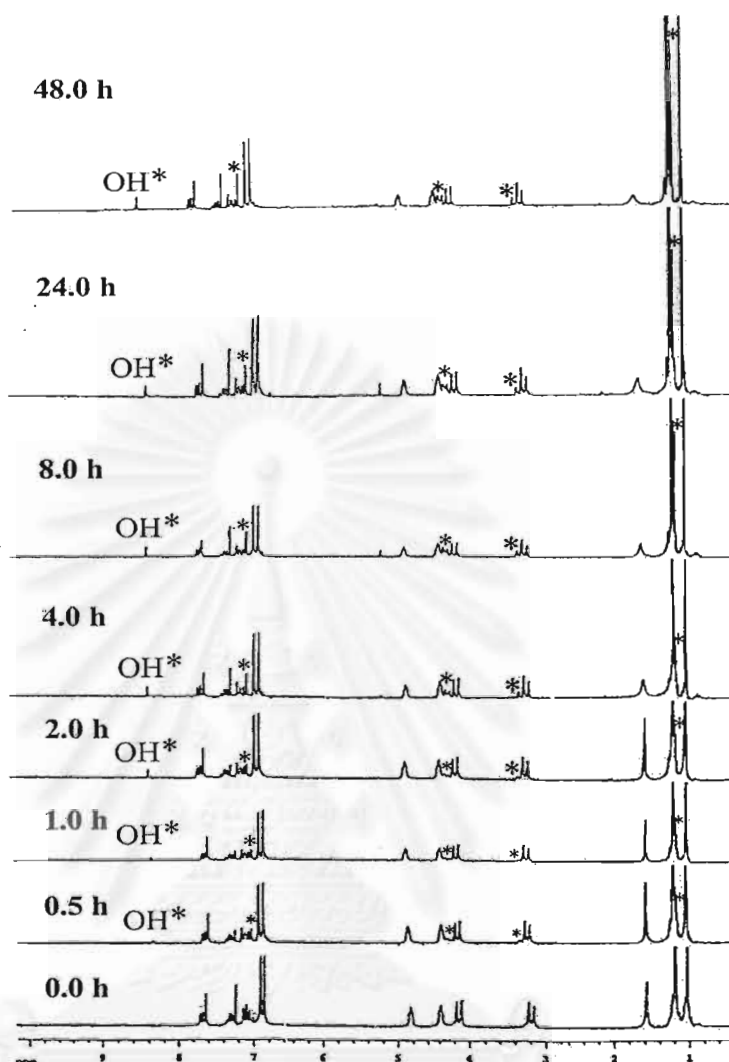 *
48.0 h
OH* * * *
*
24.0 h
OH* * * *
*
8.0 h
OH* * * *
4.0 h
OH* * * * *
2.0 h
OH* * * * *
1.0 h
OH* * * * *
0.5 h
OH* * * * *
0.0 h
9 8 7 6 5 4 3 2 1